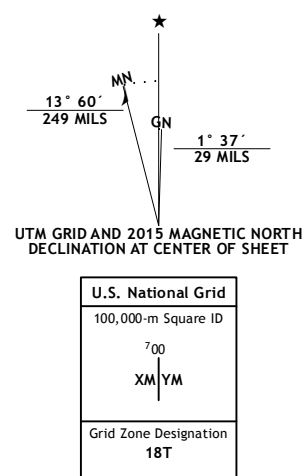 ★
MN
GN
13° 60´
249 MILS
1° 37´
29 MILS
UTM GRID AND 2015 MAGNETIC NORTH
DECLINATION AT CENTER OF SHEET
U.S. National Grid
100,000-m Square ID
⁷00
XM YM
Grid Zone Designation
18T